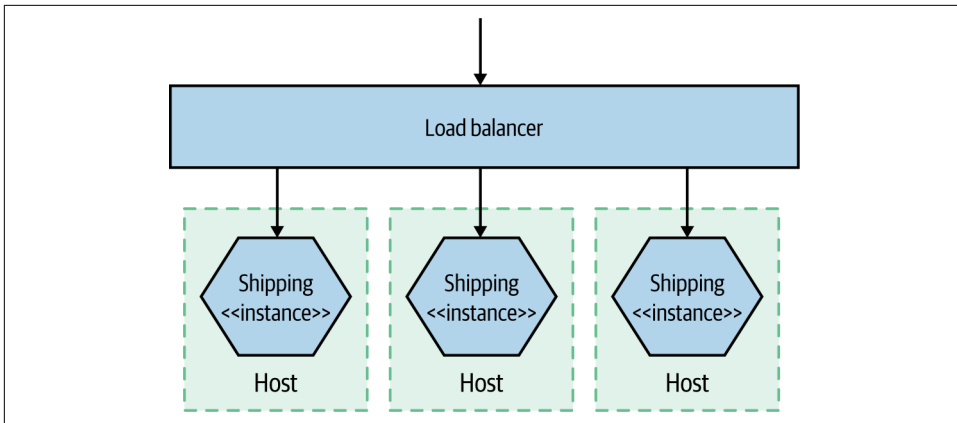 Load balancer
Shipping
<<instance>>
Host
Shipping
<<instance>>
Host
Shipping
<<instance>>
Host